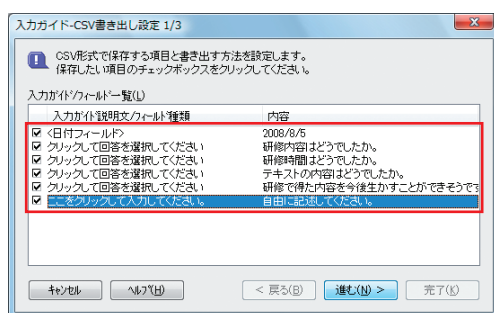 入力ガイド-CSV書き出し設定 1/3
CSV形式で保存する項目と書き出す方法を設定します。
保存したい項目のチェックボックスをクリックしてください。
入力ガイド/フィールド一覧(L)
入力ガイド説明文/フィールド種類 内容
<日付フィールド> 2008/8/5
クリックして回答を選択してください 研修内容はどうでしたか。
クリックして回答を選択してください 研修時間はどうでしたか。
クリックして回答を選択してください テキストの内容はどうでしたか。
クリックして回答を選択してください 研修で得た内容を今後生かすことができそうです
ここをクリックして入力してください。 自由に記述してください。
キャンセル ヘルプ(H) < 戻る(B) 進む(N) > 完了(K)